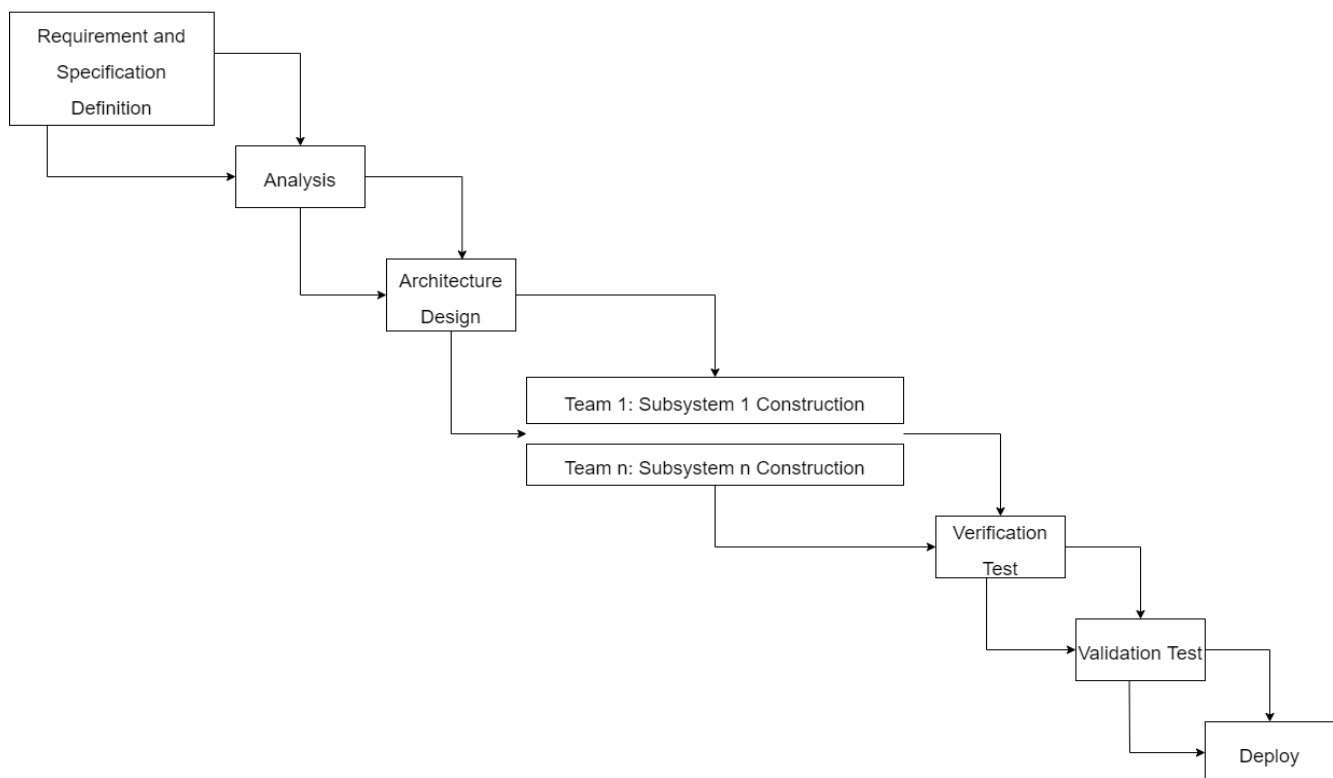 Requirement and
Specification
Definition
Analysis
Architecture
Design
Team 1: Subsystem 1 Construction
Team n: Subsystem n Construction
Verification
Test
Validation Test
Deploy